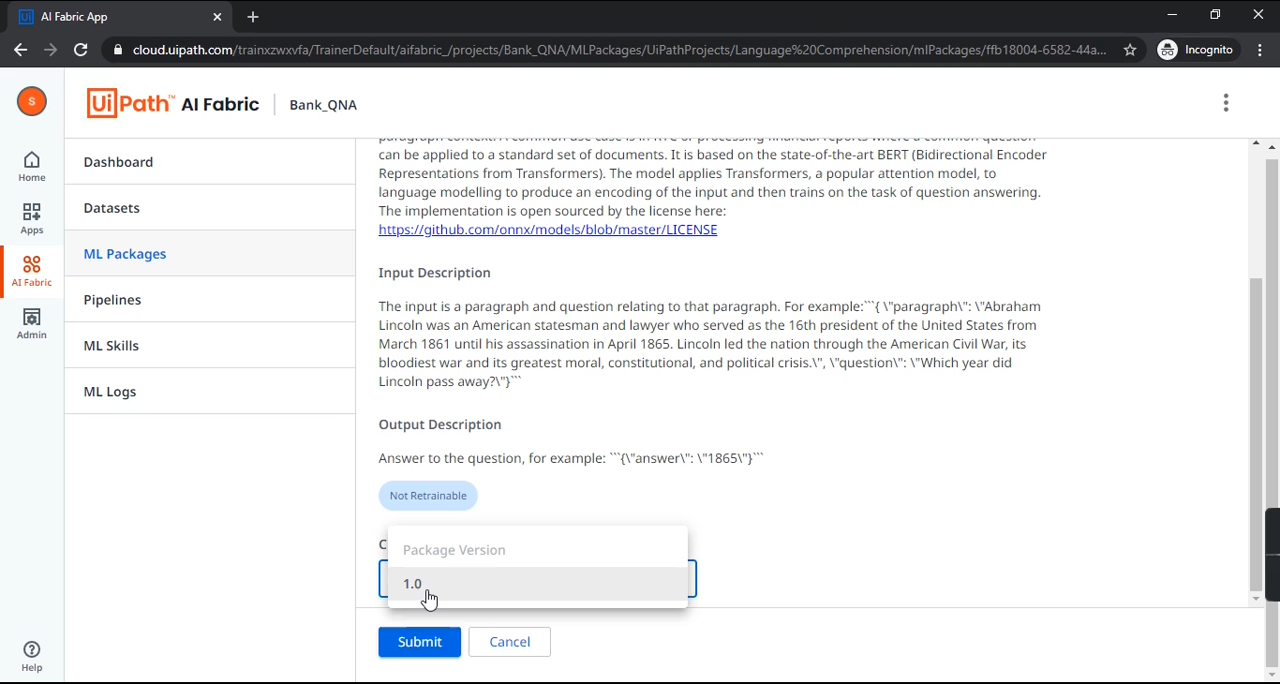 Ui AI Fabric App
cloud.uipath.com/trainxzwxvfa/TrainerDefault/aifabric_/projects/Bank_QNA/MLPackages/UiPathProjects/Language%20Comprehension/mlPackages/ffb18004-6582-44a...
Incognito
S
UiPath™ AI Fabric
Bank_QNA
Home
Apps
AI Fabric
Admin
Help
Dashboard
Datasets
ML Packages
Pipelines
ML Skills
ML Logs
can be applied to a standard set of documents. It is based on the state-of-the-art BERT (Bidirectional Encoder
Representations from Transformers). The model applies Transformers, a popular attention model, to
language modelling to produce an encoding of the input and then trains on the task of question answering.
The implementation is open sourced by the license here:
https://github.com/onnx/models/blob/master/LICENSE
Input Description
The input is a paragraph and question relating to that paragraph. For example:```{ \"paragraph\": \"Abraham
Lincoln was an American statesman and lawyer who served as the 16th president of the United States from
March 1861 until his assassination in April 1865. Lincoln led the nation through the American Civil War, its
bloodiest war and its greatest moral, constitutional, and political crisis.\", \"question\": \"Which year did
Lincoln pass away?\"}```
Output Description
Answer to the question, for example: ```{\"answer\": \"1865\"}```
Not Retrainable
Package Version
1.0
Submit
Cancel